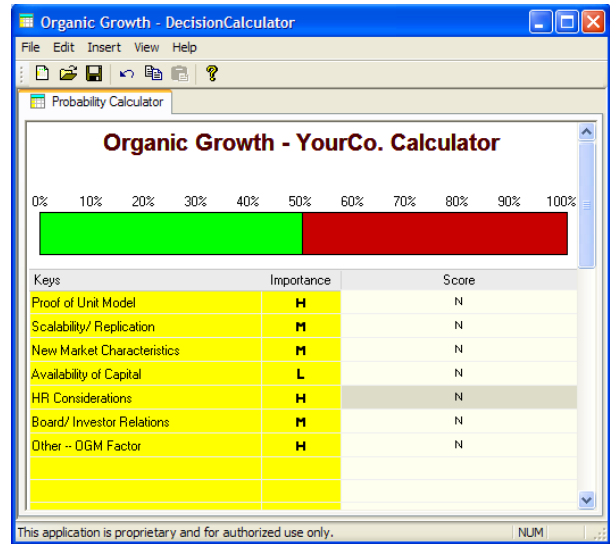 Organic Growth - DecisionCalculator
File Edit Insert View Help
Probability Calculator
Organic Growth - YourCo. Calculator
0% 10% 20% 30% 40% 50% 60% 70% 80% 90% 100%
Keys Importance Score
Proof of Unit Model H N
Scalability/ Replication M N
New Market Characteristics M N
Availability of Capital L N
HR Considerations H N
Board/ Investor Relations M N
Other -- OGM Factor H N
This application is proprietary and for authorized use only. NUM